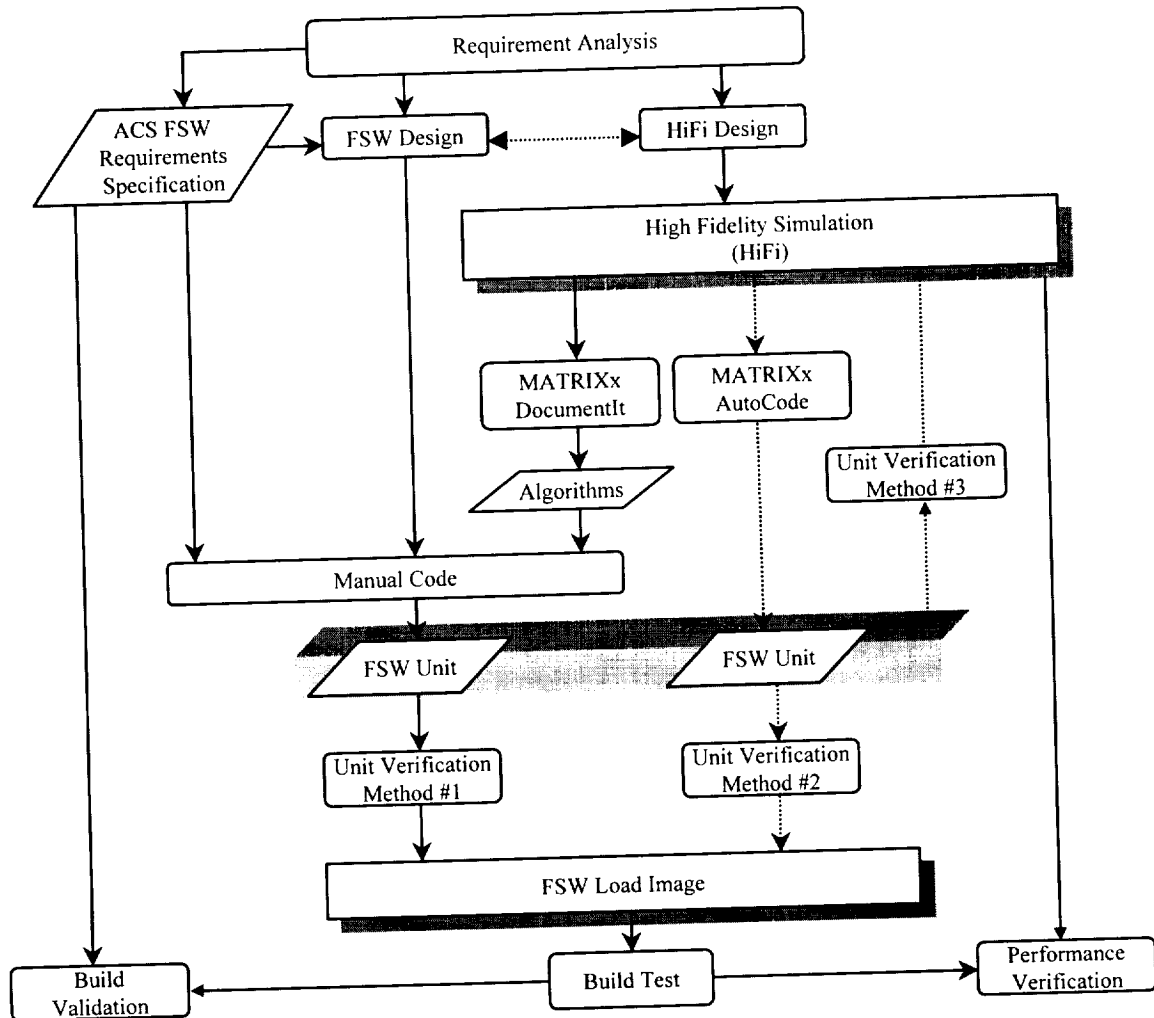 Requirement Analysis
ACS FSW
Requirements
Specification
FSW Design
HiFi Design
High Fidelity Simulation
(HiFi)
MATRIXx
DocumentIt
MATRIXx
AutoCode
Algorithms
Unit Verification
Method #3
Manual Code
FSW Unit
FSW Unit
Unit Verification
Method #1
Unit Verification
Method #2
FSW Load Image
Build
Validation
Build Test
Performance
Verification